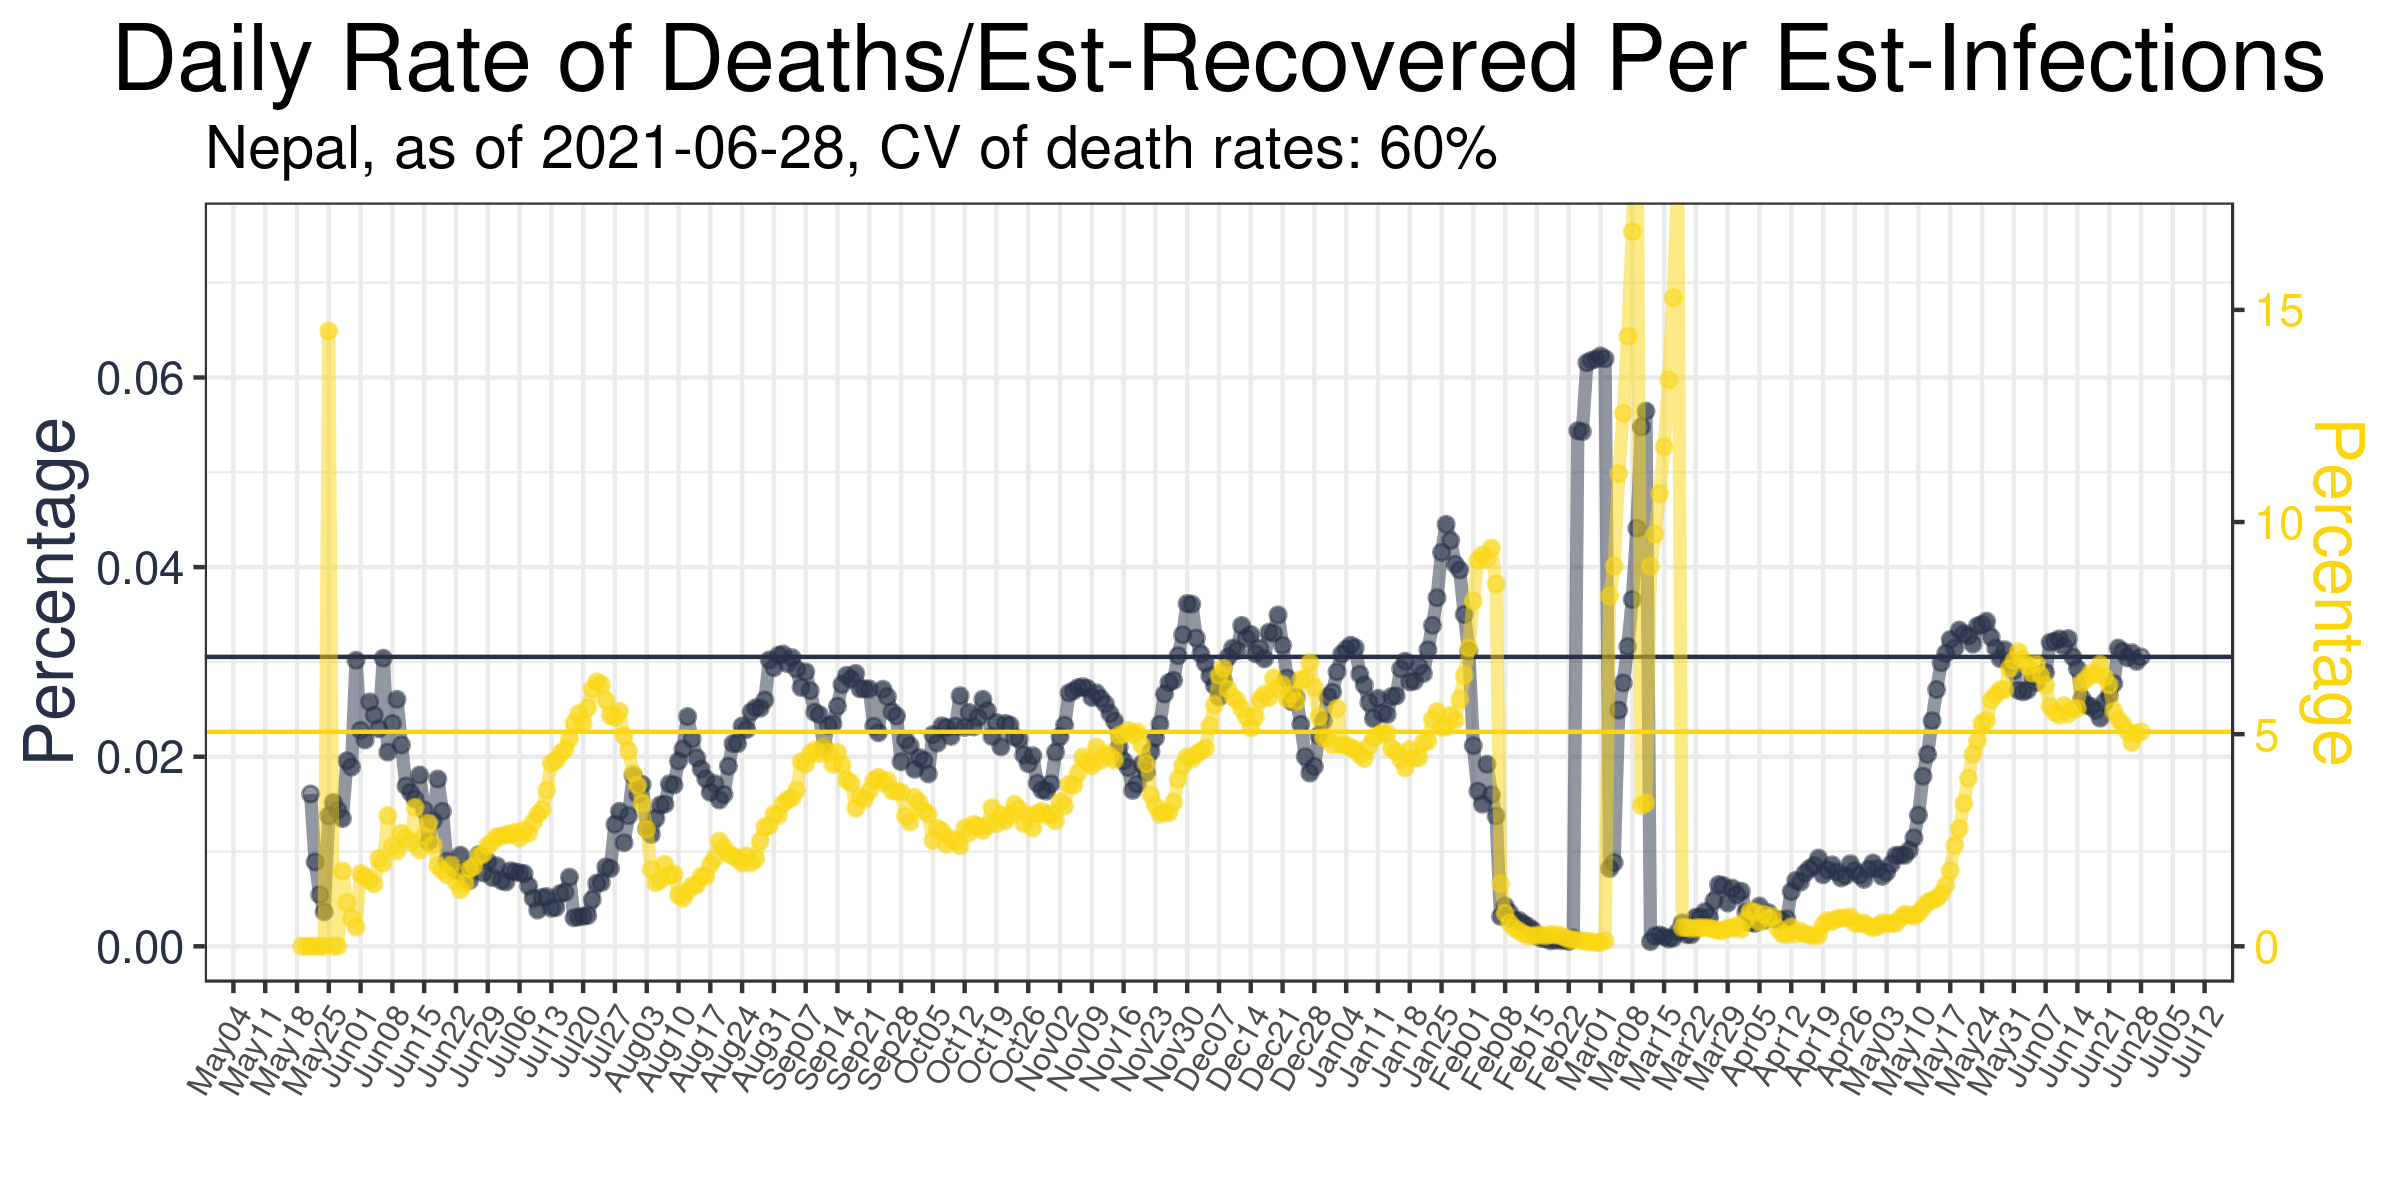 Daily Rate of Deaths/Est-Recovered Per Est-Infections
Nepal, as of 2021-06-28, CV of death rates: 60%
Percentage
0.06
0.04
0.02
0.00
15
10
5
0
Percentage
May04
May11
May18
May25
Jun01
Jun08
Jun15
Jun22
Jun29
Jul06
Jul13
Jul20
Jul27
Aug03
Aug10
Aug17
Aug24
Aug31
Sep07
Sep14
Sep21
Sep28
Oct05
Oct12
Oct19
Oct26
Nov02
Nov09
Nov16
Nov23
Nov30
Dec07
Dec14
Dec21
Dec28
Jan04
Jan11
Jan18
Jan25
Feb01
Feb08
Feb15
Feb22
Mar01
Mar08
Mar15
Mar22
Mar29
Apr05
Apr12
Apr19
Apr26
May03
May10
May17
May24
May31
Jun07
Jun14
Jun21
Jun28
Jul05
Jul12